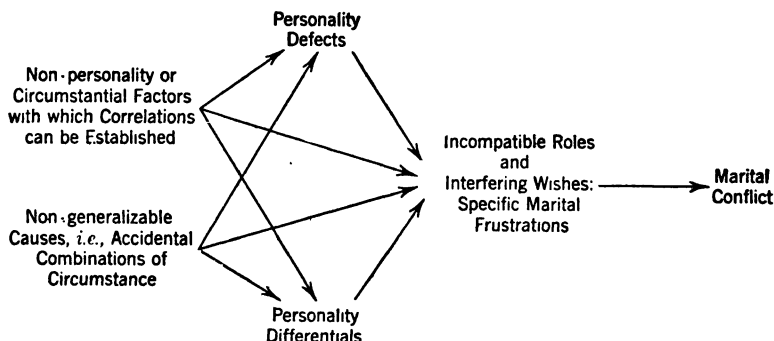 Personality
Defects
Non-personality or
Circumstantial Factors
with which Correlations
can be Established
Incompatible Roles
and
Interfering Wishes:
Specific Marital
Frustrations
Marital
Conflict
Non-generalizable
Causes, i.e., Accidental
Combinations of
Circumstance
Personality
Differentials